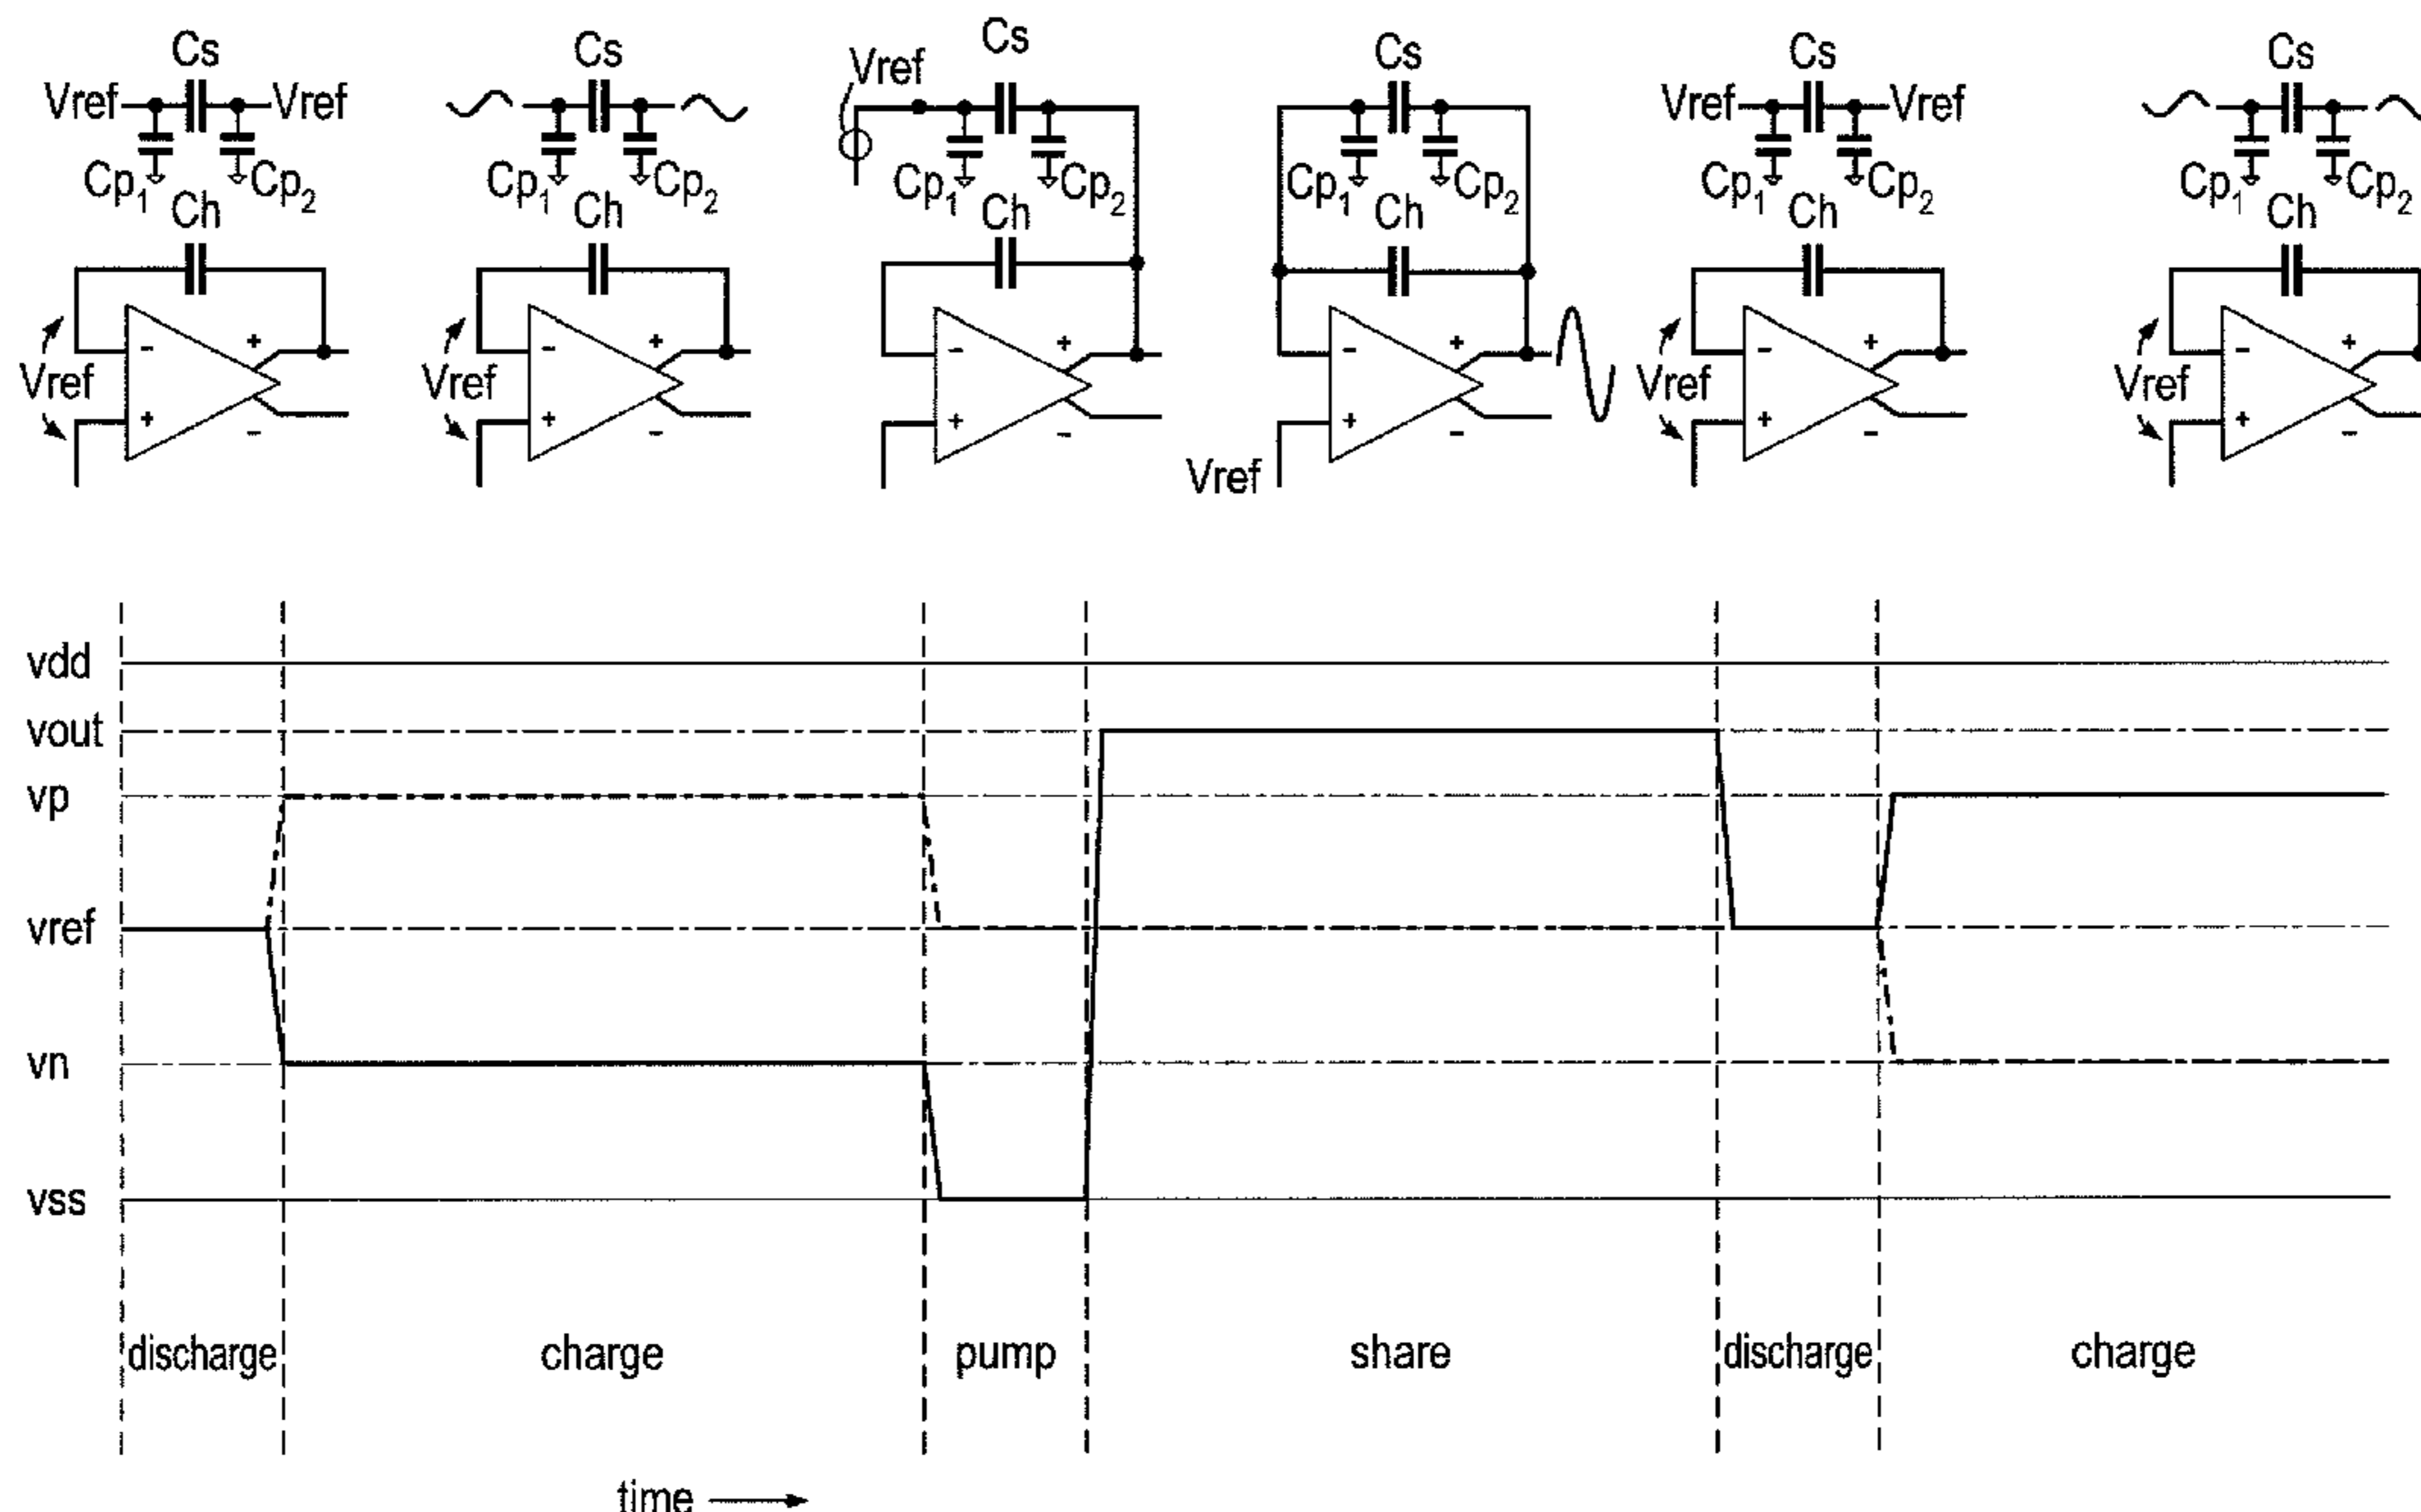 Cs Cs Cs Cs Cs Cs
Vref Vref Vref Vref Vref
Cp1 Cp2 Cp1 Cp2 Cp1 Cp2 Cp1 Cp2 Cp1 Cp2 Cp1 Cp2
Ch Ch Ch Ch Ch Ch
- + - + - + - + - + - +
Vref Vref Vref Vref
+ - + - + - + - + - + -
Vref
vdd
vout
vp
vref
vn
vss
discharge charge pump share discharge charge
time